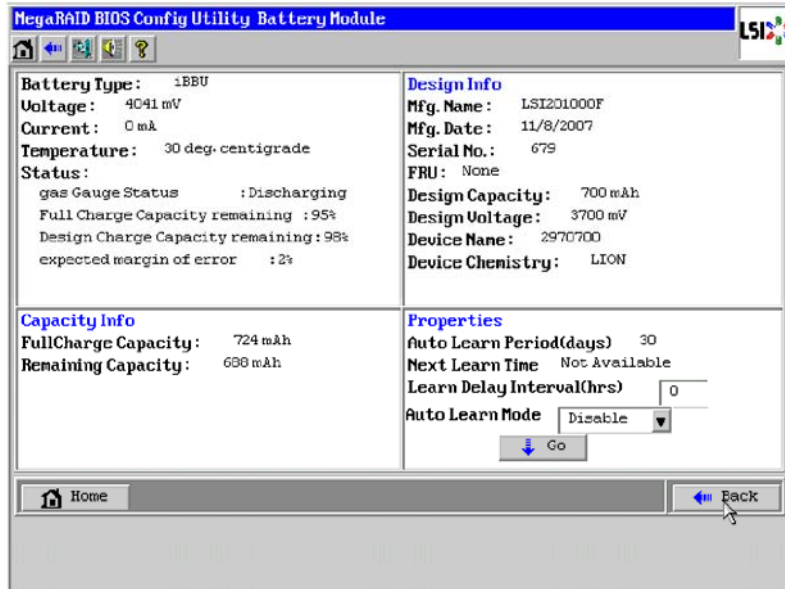 MegaRAID BIOS Config Utility Battery Module
LSI
Battery Type: iBBU
Voltage: 4041 mV
Current: 0 mA
Temperature: 30 deg. centigrade
Status:
gas Gauge Status :Discharging
Full Charge Capacity remaining :95%
Design Charge Capacity remaining:98%
expected margin of error :2%
Design Info
Mfg. Name: LSI201000F
Mfg. Date: 11/8/2007
Serial No.: 679
FRU: None
Design Capacity: 700 mAh
Design Voltage: 3700 mV
Device Name: 2970700
Device Chemistry: LION
Capacity Info
FullCharge Capacity: 724 mAh
Remaining Capacity: 688 mAh
Properties
Auto Learn Period(days) 30
Next Learn Time Not Available
Learn Delay Interval(hrs) 0
Auto Learn Mode Disable
Go
Home
Back